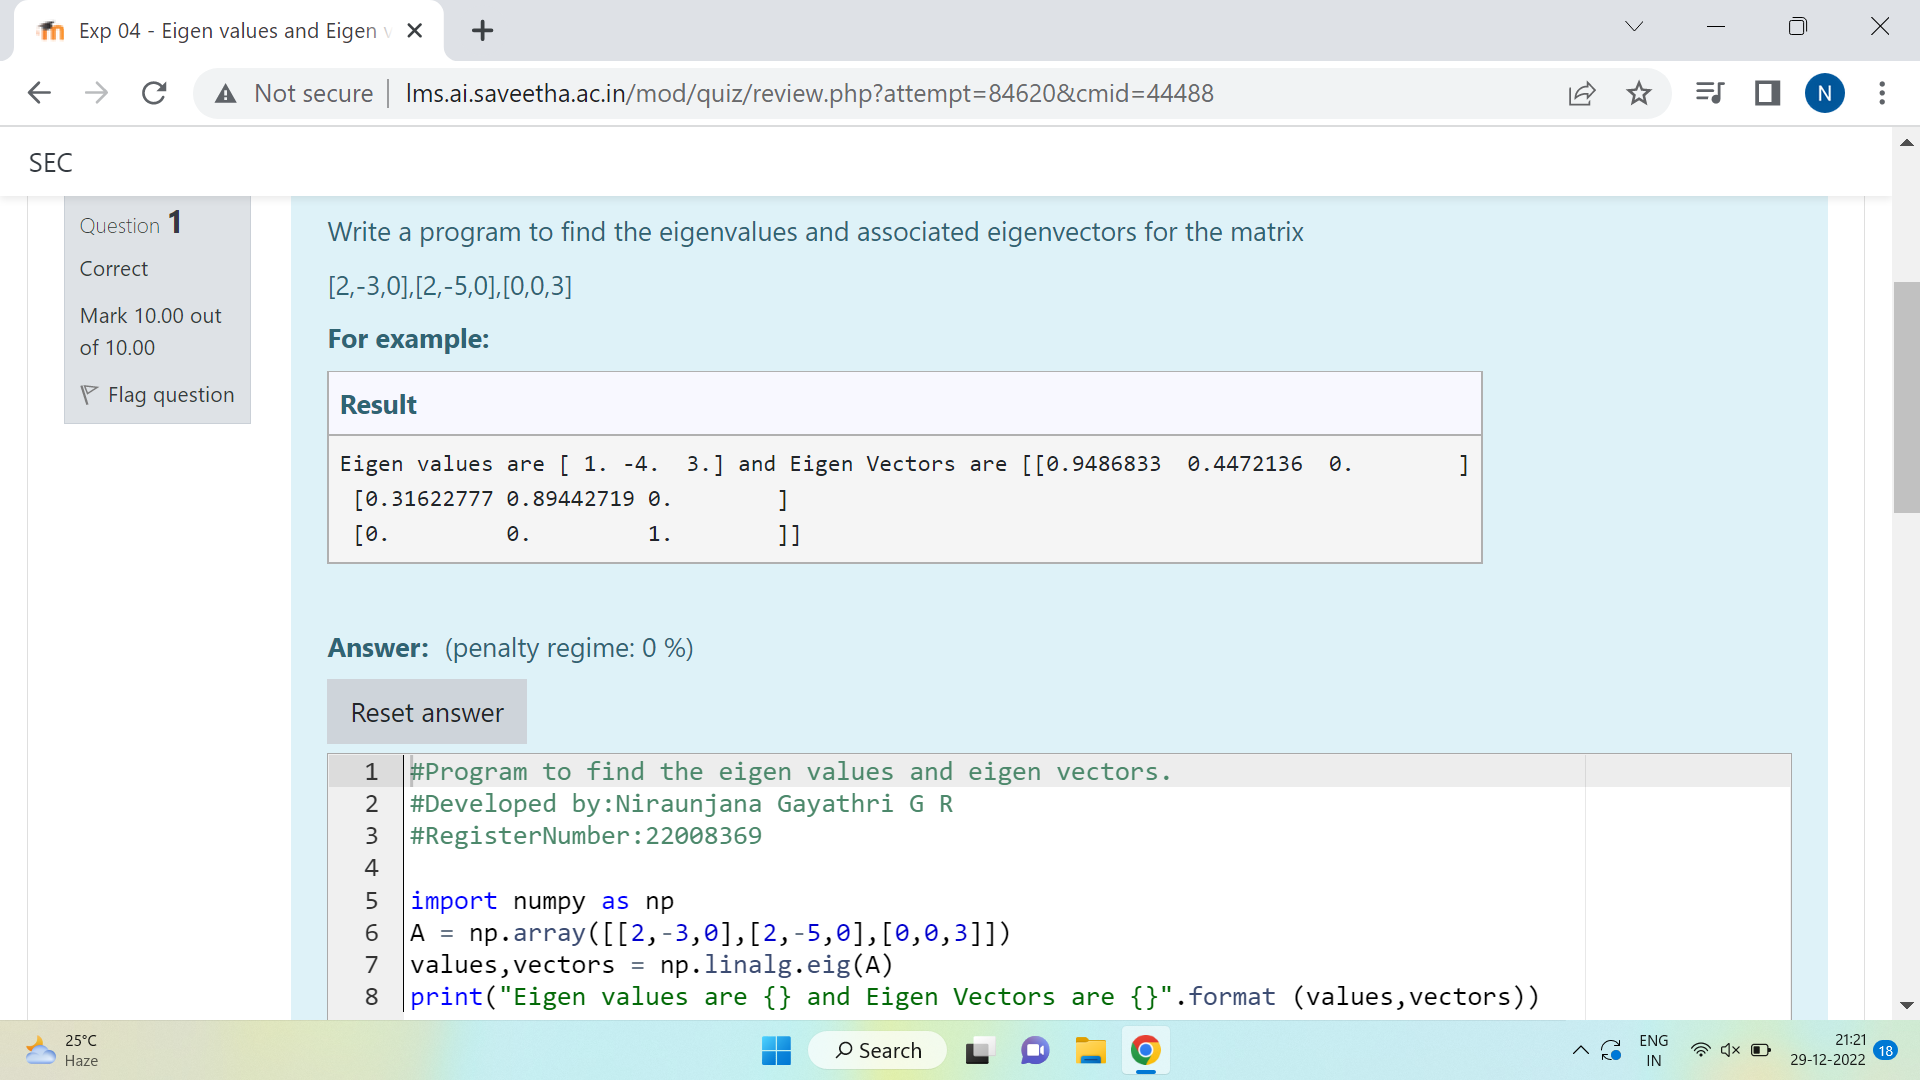 Exp 04 - Eigen values and Eigen
Not secure
lms.ai.saveetha.ac.in/mod/quiz/review.php?attempt=84620&cmid=44488
N
SEC
Question 1
Correct
Mark 10.00 out
of 10.00
Flag question
Write a program to find the eigenvalues and associated eigenvectors for the matrix
[2,-3,0],[2,-5,0],[0,0,3]
For example:
Result
Eigen values are [ 1. -4.  3.] and Eigen Vectors are [[0.9486833  0.4472136  0.        ]
 [0.31622777 0.89442719 0.        ]
 [0.         0.         1.        ]]
Answer: (penalty regime: 0 %)
Reset answer
1 #Program to find the eigen values and eigen vectors.
2 #Developed by:Niraunjana Gayathri G R
3 #RegisterNumber:22008369
4
5 import numpy as np
6 A = np.array([[2,-3,0],[2,-5,0],[0,0,3]])
7 values,vectors = np.linalg.eig(A)
8 print("Eigen values are {} and Eigen Vectors are {}".format (values,vectors))
25°C
Haze
Search
ENG
IN
21:21
29-12-2022
18